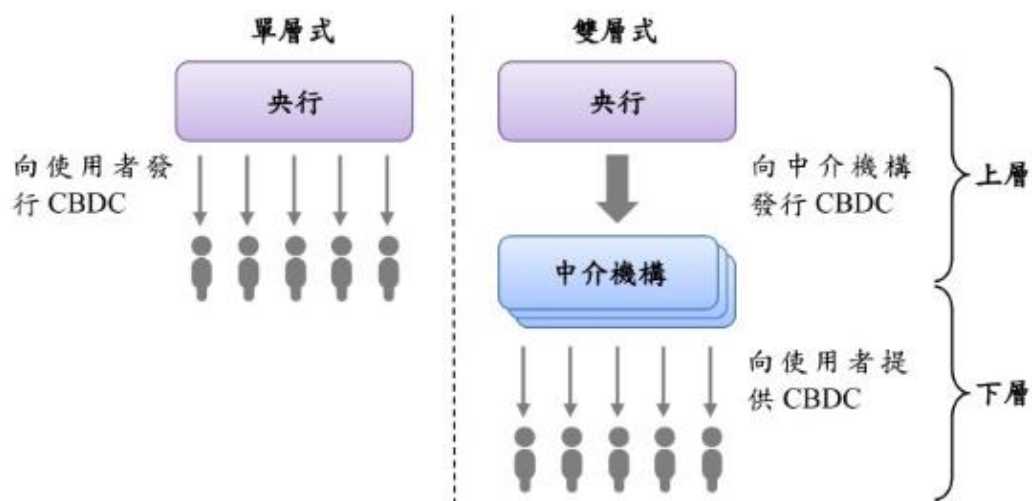 單層式
央行
向使用者發
行 CBDC
雙層式
央行
向中介機構
發行 CBDC
上層
中介機構
向使用者提
供 CBDC
下層